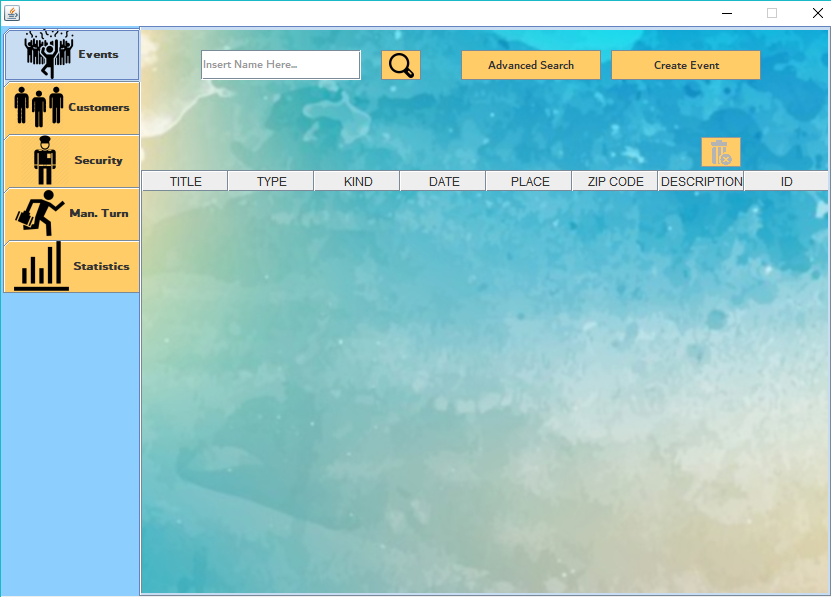 Events
Customers
Security
Man. Turn
Statistics
Insert Name Here...
Advanced Search
Create Event
TITLE TYPE KIND DATE PLACE ZIP CODE DESCRIPTION ID